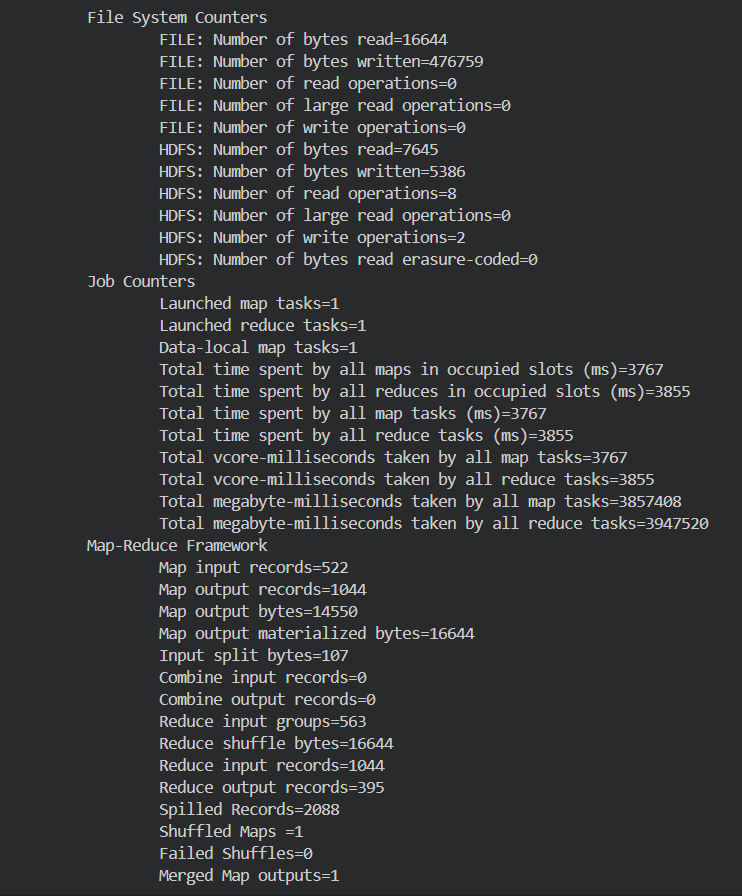 File System Counters
FILE: Number of bytes read=16644
FILE: Number of bytes written=476759
FILE: Number of read operations=0
FILE: Number of large read operations=0
FILE: Number of write operations=0
HDFS: Number of bytes read=7645
HDFS: Number of bytes written=5386
HDFS: Number of read operations=8
HDFS: Number of large read operations=0
HDFS: Number of write operations=2
HDFS: Number of bytes read erasure-coded=0
Job Counters
Launched map tasks=1
Launched reduce tasks=1
Data-local map tasks=1
Total time spent by all maps in occupied slots (ms)=3767
Total time spent by all reduces in occupied slots (ms)=3855
Total time spent by all map tasks (ms)=3767
Total time spent by all reduce tasks (ms)=3855
Total vcore-milliseconds taken by all map tasks=3767
Total vcore-milliseconds taken by all reduce tasks=3855
Total megabyte-milliseconds taken by all map tasks=3857408
Total megabyte-milliseconds taken by all reduce tasks=3947520
Map-Reduce Framework
Map input records=522
Map output records=1044
Map output bytes=14550
Map output materialized bytes=16644
Input split bytes=107
Combine input records=0
Combine output records=0
Reduce input groups=563
Reduce shuffle bytes=16644
Reduce input records=1044
Reduce output records=395
Spilled Records=2088
Shuffled Maps =1
Failed Shuffles=0
Merged Map outputs=1